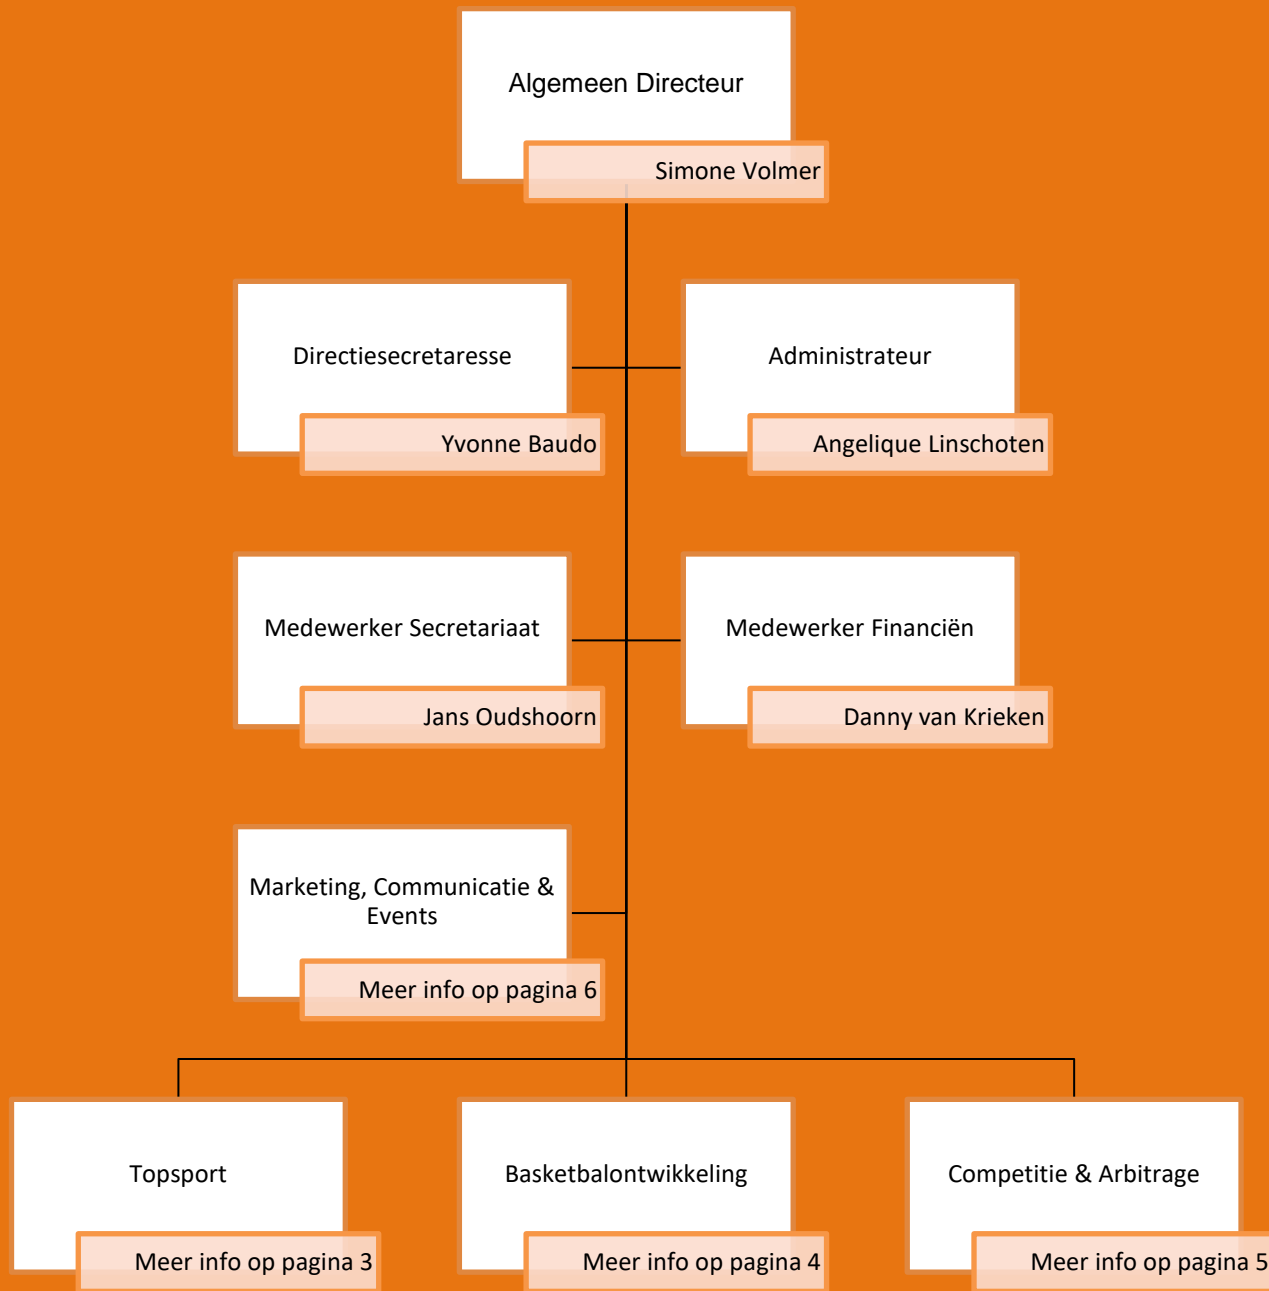 Algemeen Directeur
Simone Volmer
Directiesecretaresse
Yvonne Baudo
Administrateur
Angelique Linschoten
Medewerker Secretariaat
Jans Oudshoorn
Medewerker Financiën
Danny van Krieken
Marketing, Communicatie &
Events
Meer info op pagina 6
Topsport
Meer info op pagina 3
Basketbalontwikkeling
Meer info op pagina 4
Competitie & Arbitrage
Meer info op pagina 5